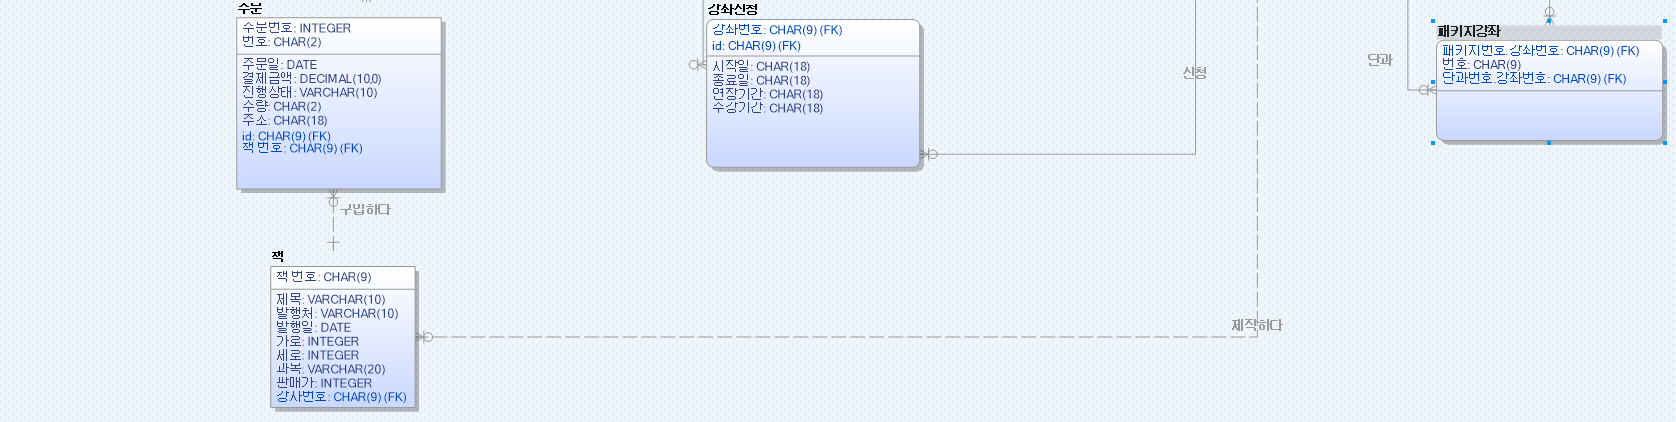 주문
주문번호: INTEGER
번호: CHAR(2)
주문일: DATE
결제금액: DECIMAL(10,0)
진행상태: VARCHAR(10)
수량: CHAR(2)
주소: CHAR(18)
id: CHAR(9) (FK)
책 번호: CHAR(9) (FK)
구입하다
책
책 번호: CHAR(9)
제목: VARCHAR(10)
발행처: VARCHAR(10)
발행일: DATE
가로: INTEGER
세로: INTEGER
과목: VARCHAR(20)
판매가: INTEGER
강사번호: CHAR(9) (FK)
강좌신청
강좌번호: CHAR(9) (FK)
id: CHAR(9) (FK)
시작일: CHAR(18)
종료일: CHAR(18)
연장기간: CHAR(18)
수강기간: CHAR(18)
신청
제작하다
단과
패키지강좌
패키지번호.강좌번호: CHAR(9) (FK)
번호: CHAR(9)
단과번호.강좌번호: CHAR(9) (FK)